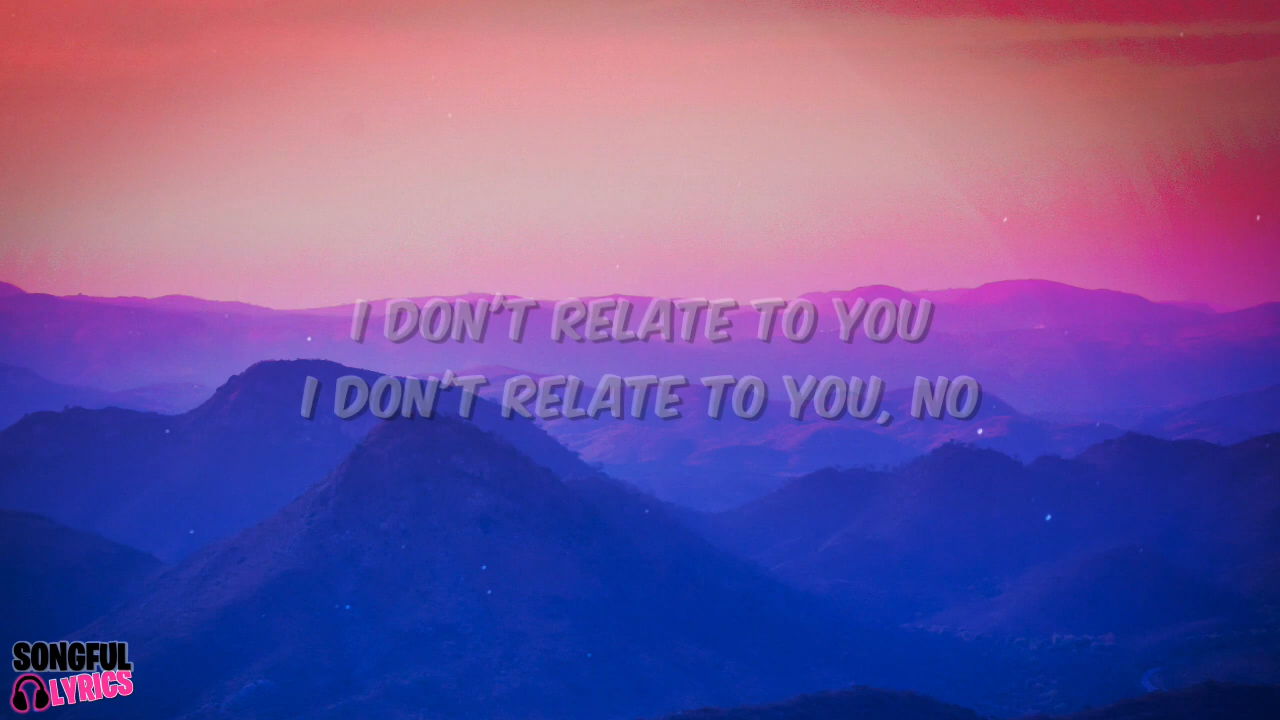 I DON'T RELATE TO YOU
I DON'T RELATE TO YOU, NO
SONGFUL
LYRICS